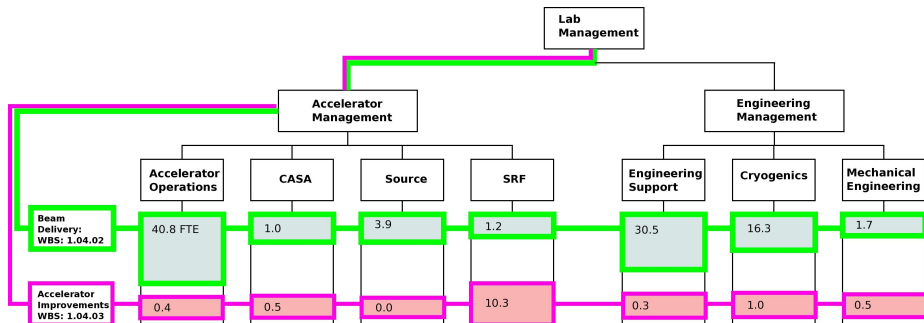 Lab
Management
Accelerator
Management
Engineering
Management
Accelerator
Operations
CASA
Source
SRF
Engineering
Support
Cryogenics
Mechanical
Engineering
Beam
Delivery:
WBS: 1.04.02
40.8 FTE
1.0
3.9
1.2
30.5
16.3
1.7
Accelerator
Improvements
WBS: 1.04.03
0.4
0.5
0.0
10.3
0.3
1.0
0.5